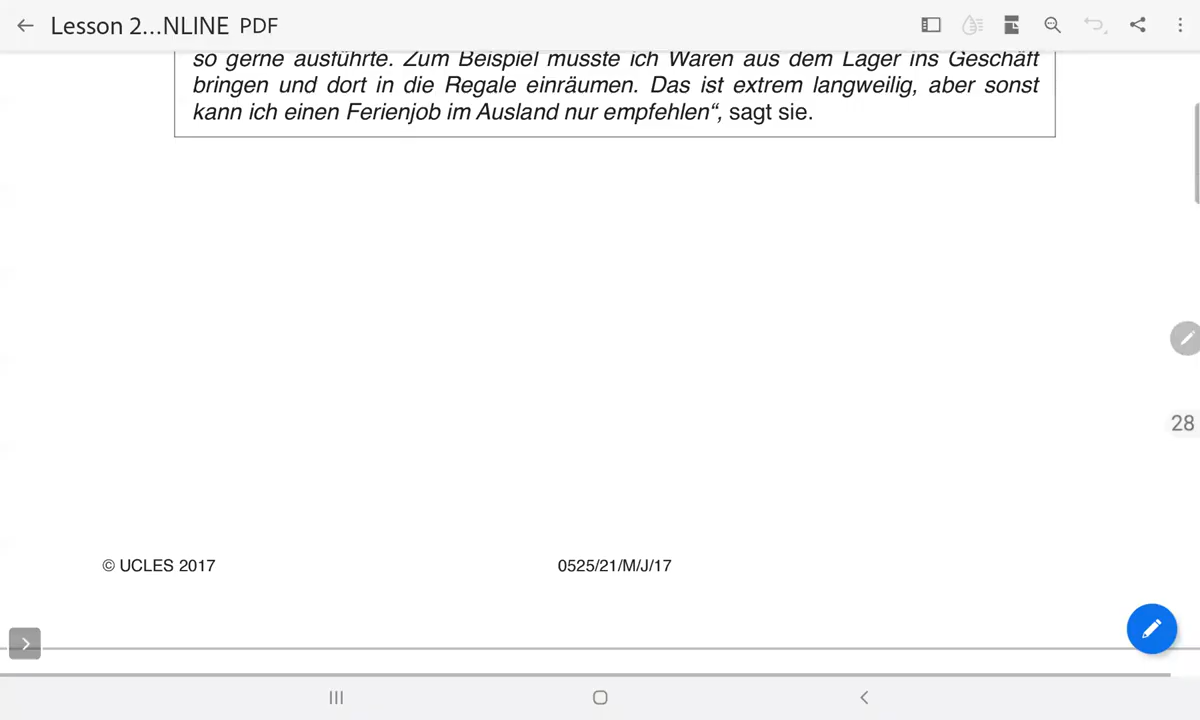 Lesson 2...NLINE PDF
so gerne ausführte. Zum Beispiel musste ich Waren aus dem Lager ins Geschäft
bringen und dort in die Regale einräumen. Das ist extrem langweilig, aber sonst
kann ich einen Ferienjob im Ausland nur empfehlen“, sagt sie.
28
© UCLES 2017 0525/21/M/J/17